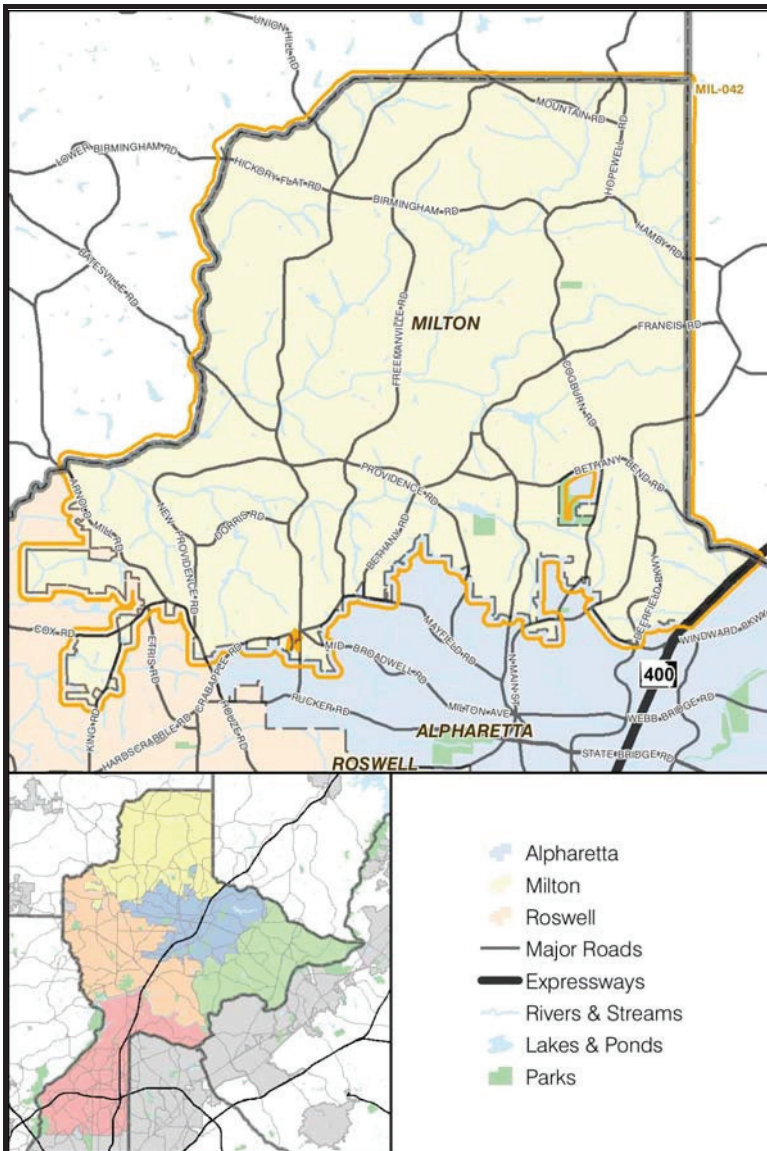 UNION HILL RD
MIL-042
MOUNTAIN RD
HOPEWELL RD
LOWER BIRMINGHAM RD
HICKORY FLAT RD
BIRMINGHAM RD
HAMBY RD
BATESVILLE RD
FREEMANVILLE RD
MILTON
FRANCIS RD
COGBURN RD
BETHANY BEND RD
PROVIDENCE RD
ARNOLD MILL RD
NEW PROVIDENCE RD
DORRIS RD
BETHANY RD
DEERFIELD PKWY
COX RD
ETRIS RD
CRABAPPLE RD
MID BROADWELL RD
MAYFIELD RD
N MAIN ST
WINDWARD PKWY
400
KING RD
HARDSCRABBLE RD
HOUZE RD
RUCKER RD
MILTON AVE
WEBB BRIDGE RD
ALPHARETTA
STATE BRIDGE RD
ROSWELL
Alpharetta
Milton
Roswell
Major Roads
Expressways
Rivers & Streams
Lakes & Ponds
Parks